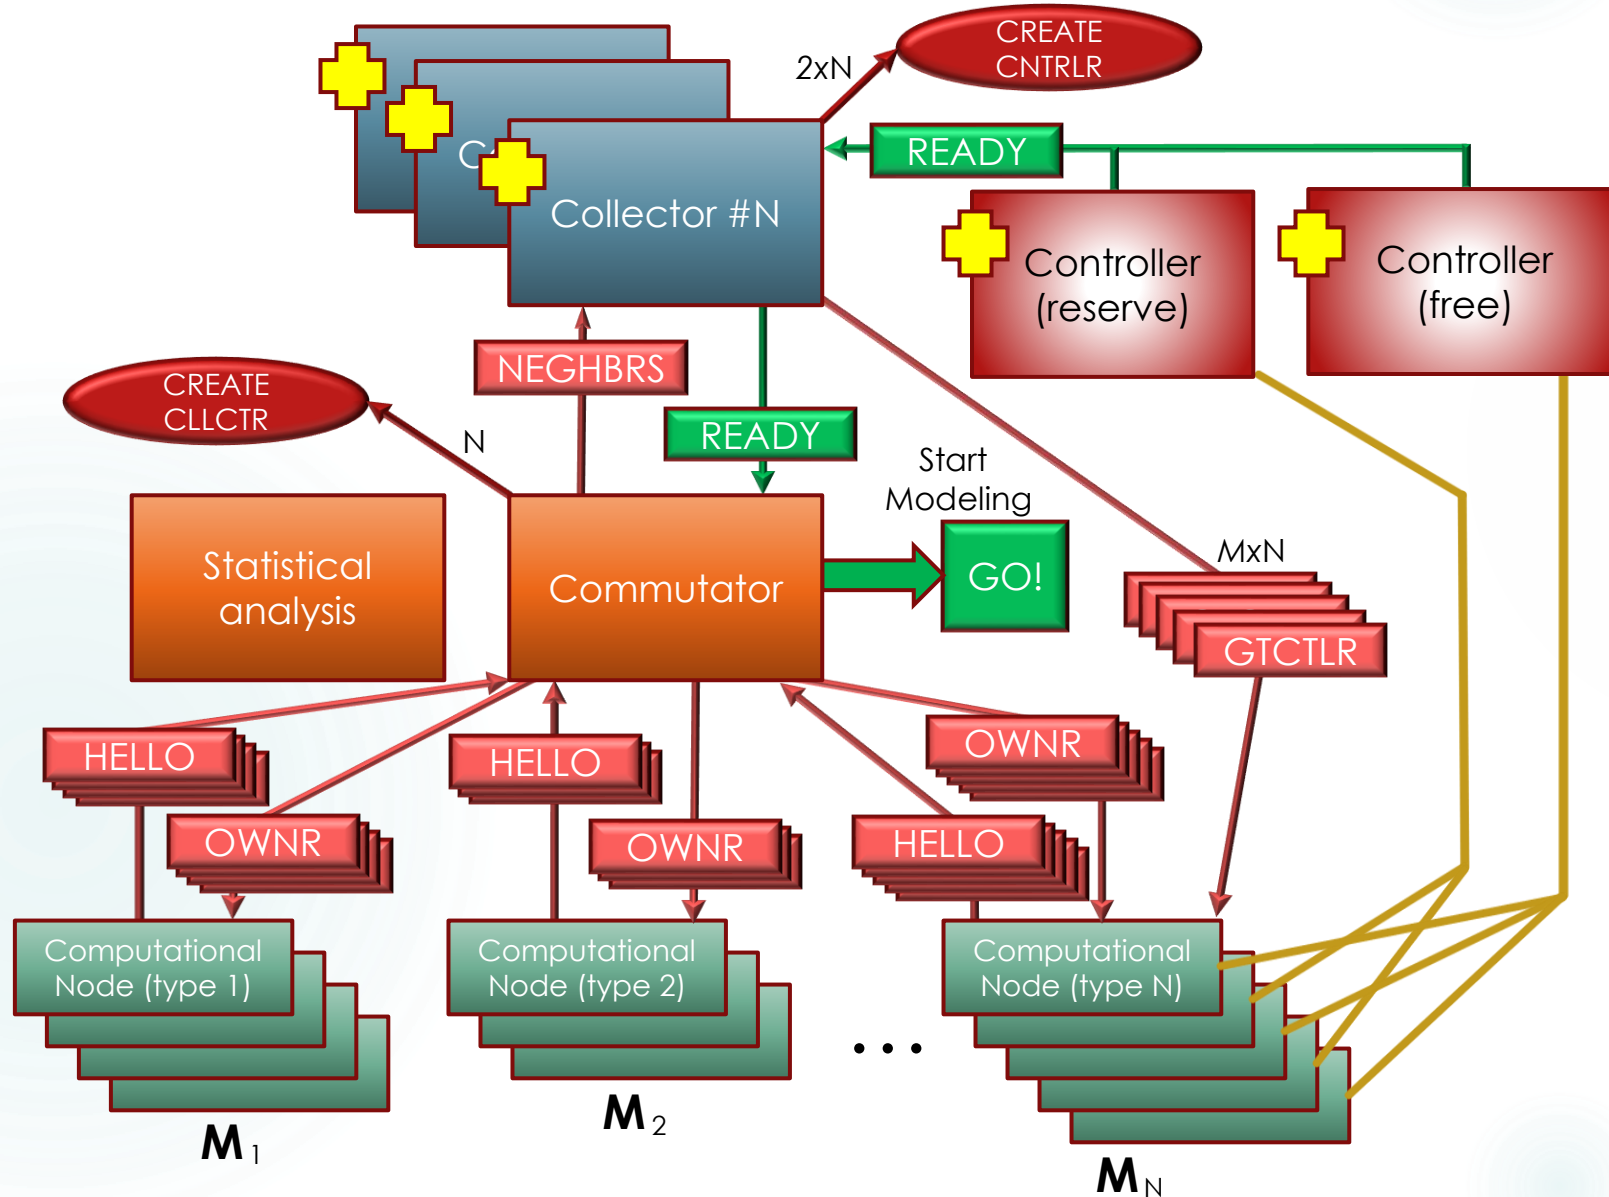 CREATE
CNTRLR
2xN
READY
Collector #N
Controller
(reserve)
Controller
(free)
NEGHBRS
CREATE
CLLCTR
N
READY
Start
Modeling
Statistical
analysis
Commutator
GO!
MxN
GTCTLR
HELLO
OWNR
HELLO
OWNR
OWNR
HELLO
Computational
Node (type 1)
Computational
Node (type 2)
Computational
Node (type N)
...
M1
M2
MN